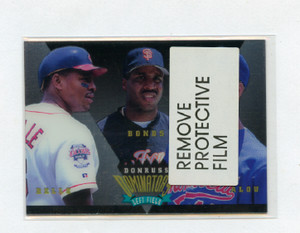 BONDS
REMOVE
PROTECTIVE
FILM
DONRUSS
DOMINATORS
LEFT FIELD